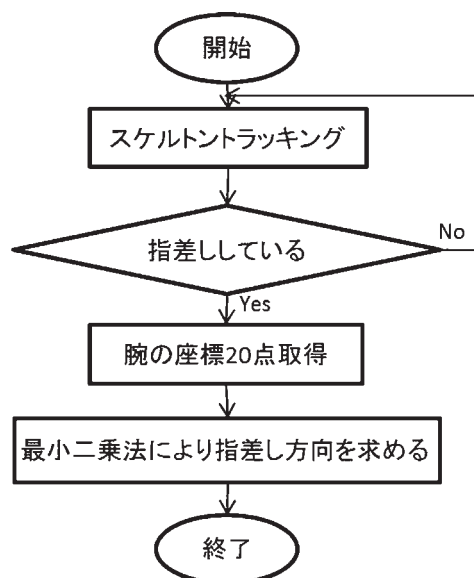 開始
スケルトントラッキング
指差ししている
No
Yes
腕の座標20点取得
最小二乗法により指差し方向を求める
終了